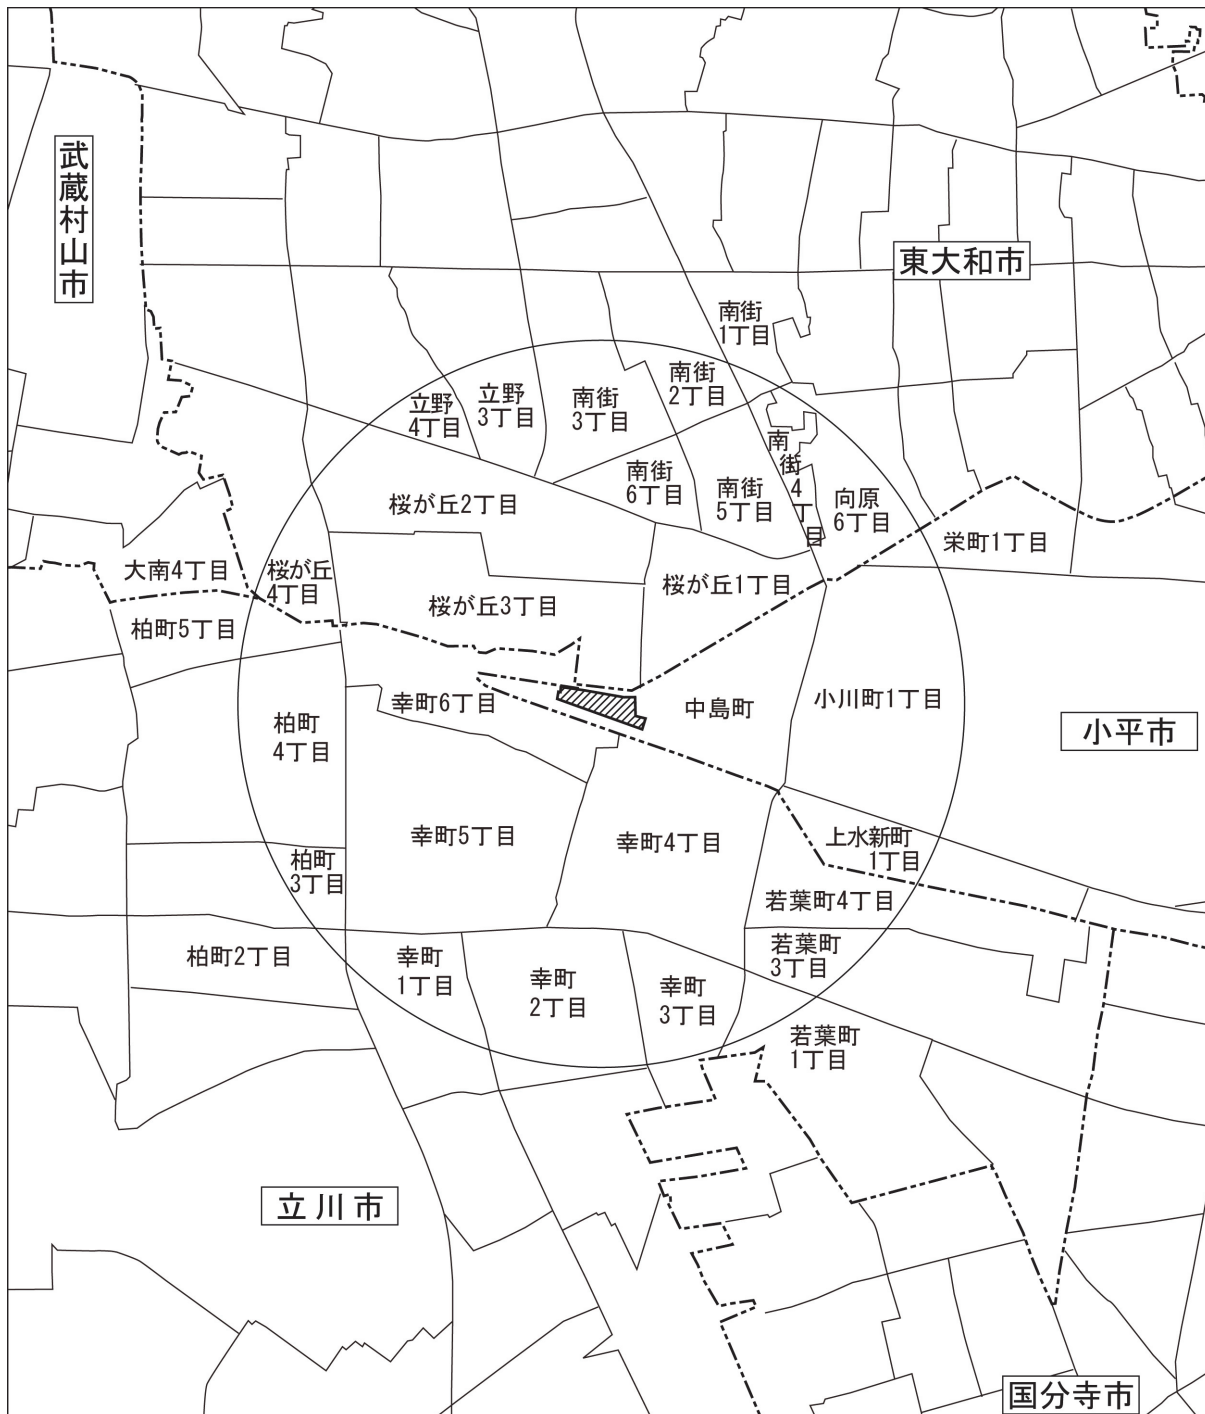 武蔵村山市
東大和市
南街
1丁目
南街
2丁目
立野
3丁目
南街
3丁目
立野
4丁目
南街
4丁目
南街
6丁目
南街
5丁目
向原
6丁目
桜が丘2丁目
栄町1丁目
大南4丁目
桜が丘
4丁目
桜が丘1丁目
桜が丘3丁目
柏町5丁目
幸町6丁目
中島町
小川町1丁目
柏町
4丁目
小平市
幸町5丁目
幸町4丁目
上水新町
1丁目
柏町
3丁目
若葉町4丁目
柏町2丁目
幸町
1丁目
若葉町
3丁目
幸町
2丁目
幸町
3丁目
若葉町
1丁目
立川市
国分寺市